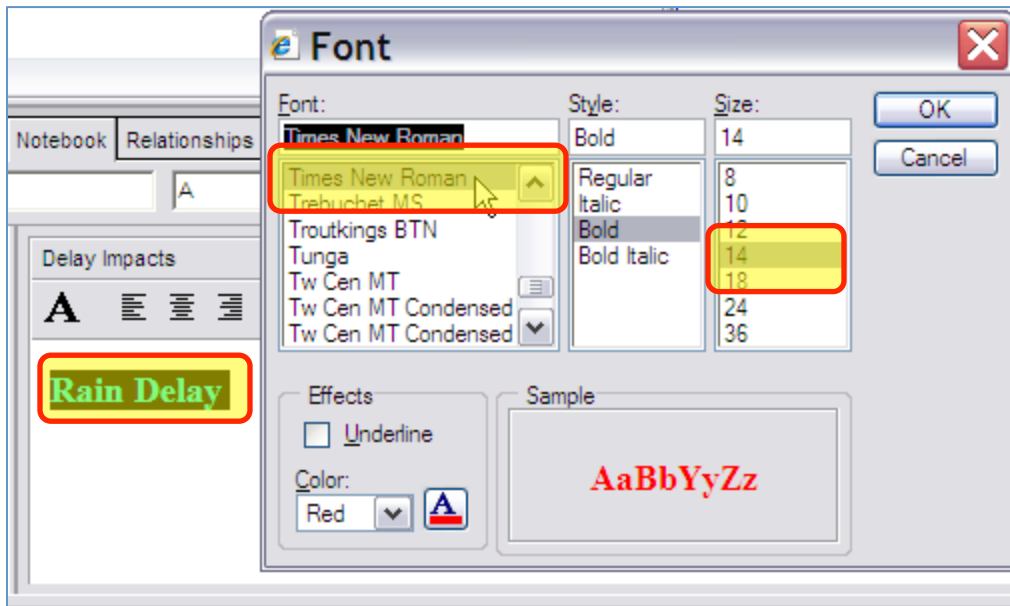 Font
Font:
Style:
Size:
OK
Times New Roman
Bold
14
Cancel
Notebook
Relationships
A
Times New Roman
Trebuchet MS
Troutkings BTN
Tunga
Tw Cen MT
Tw Cen MT Condensed
Tw Cen MT Condensed
Regular
Italic
Bold
Bold Italic
8
10
12
14
18
24
36
Delay Impacts
A
Rain Delay
Effects
Underline
Color:
Red
A
Sample
AaBbYyZz